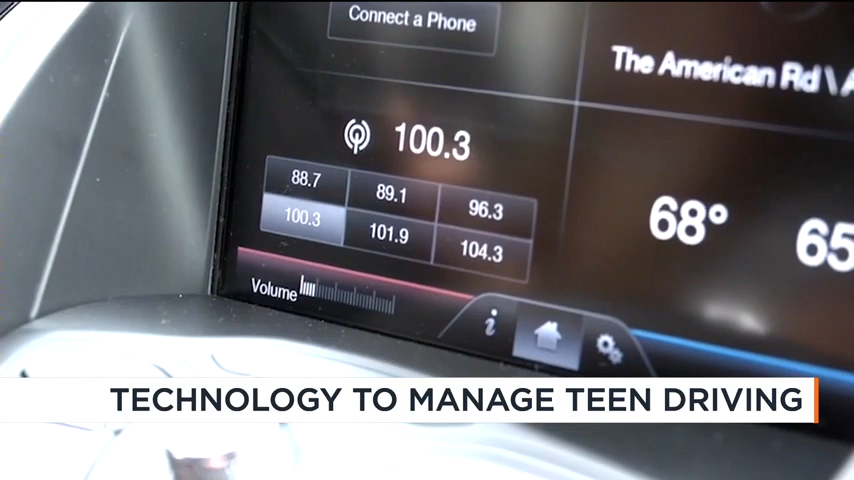 Connect a Phone
The American Rd \ A
100.3
88.7 89.1 96.3
100.3 101.9 104.3
68° 65
Volume
i
TECHNOLOGY TO MANAGE TEEN DRIVING